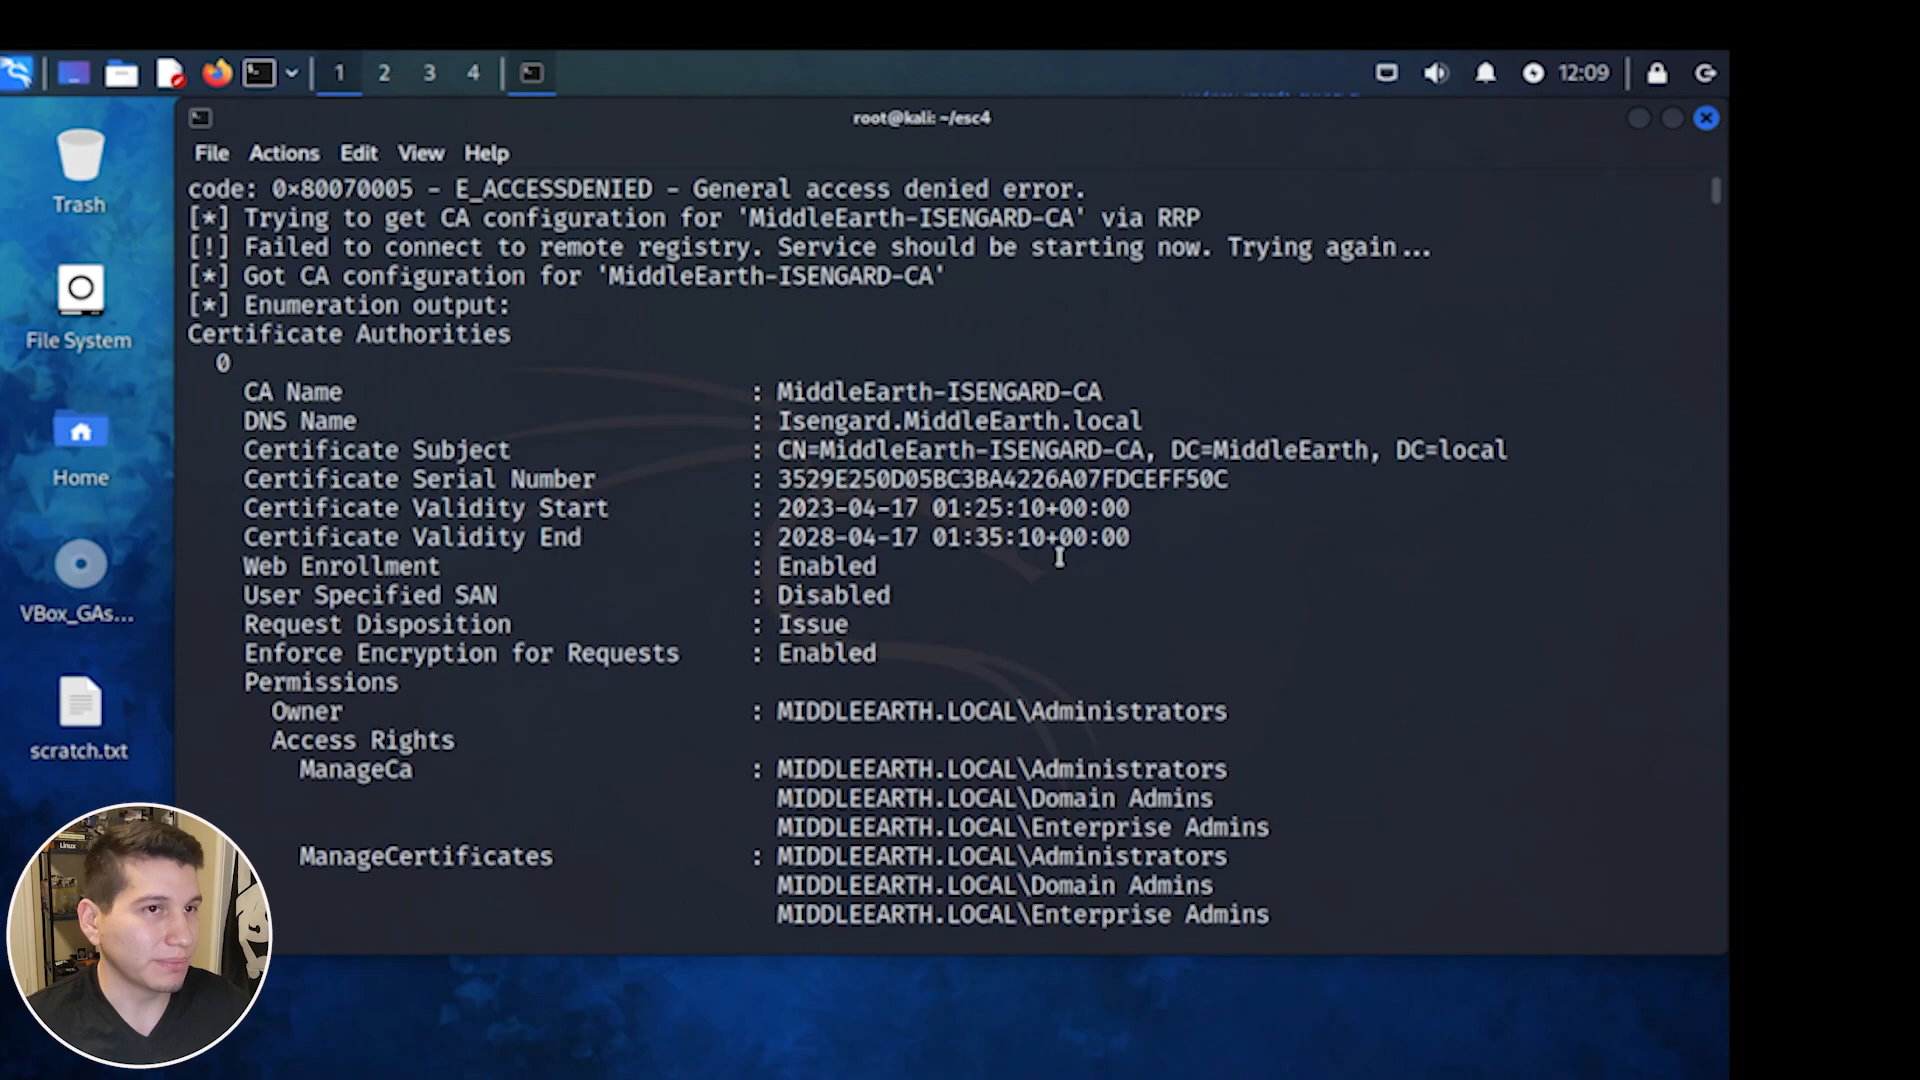 1 2 3 4
12:09
root@kali: ~/esc4
File Actions Edit View Help
code: 0×80070005 - E_ACCESSDENIED - General access denied error.
[*] Trying to get CA configuration for 'MiddleEarth-ISENGARD-CA' via RRP
[!] Failed to connect to remote registry. Service should be starting now. Trying again...
[*] Got CA configuration for 'MiddleEarth-ISENGARD-CA'
[*] Enumeration output:
Certificate Authorities
0
CA Name : MiddleEarth-ISENGARD-CA
DNS Name : Isengard.MiddleEarth.local
Certificate Subject : CN=MiddleEarth-ISENGARD-CA, DC=MiddleEarth, DC=local
Certificate Serial Number : 3529E250D05BC3BA4226A07FDCEFF50C
Certificate Validity Start : 2023-04-17 01:25:10+00:00
Certificate Validity End : 2028-04-17 01:35:10+00:00
Web Enrollment : Enabled
User Specified SAN : Disabled
Request Disposition : Issue
Enforce Encryption for Requests : Enabled
Permissions
Owner : MIDDLEEARTH.LOCAL\Administrators
Access Rights
ManageCa : MIDDLEEARTH.LOCAL\Administrators
MIDDLEEARTH.LOCAL\Domain Admins
MIDDLEEARTH.LOCAL\Enterprise Admins
ManageCertificates : MIDDLEEARTH.LOCAL\Administrators
MIDDLEEARTH.LOCAL\Domain Admins
MIDDLEEARTH.LOCAL\Enterprise Admins
Trash
File System
Home
VBox_GAs...
scratch.txt
Linux